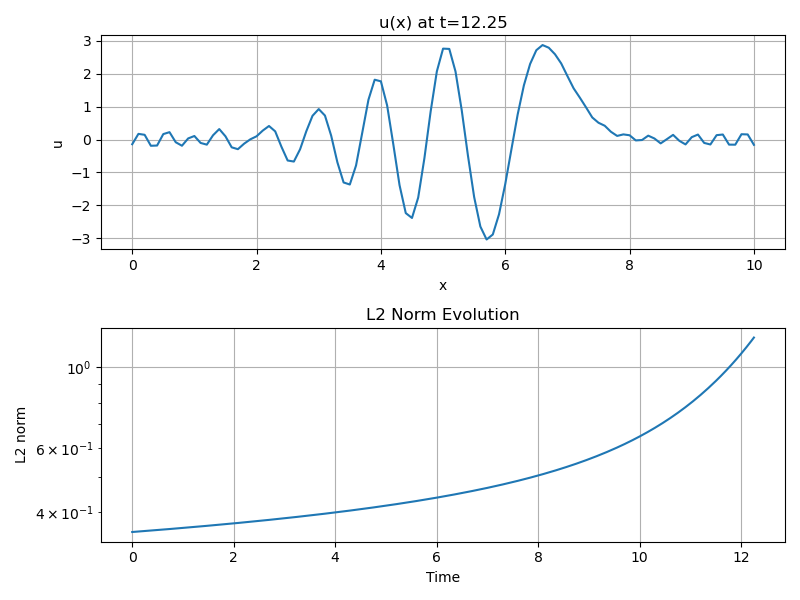 u(x) at t=12.25
3
2
1
0
−1
−2
−3
u
0 2 4 6 8 10
x
L2 Norm Evolution
10⁰
6 × 10⁻¹
4 × 10⁻¹
L2 norm
0 2 4 6 8 10 12
Time